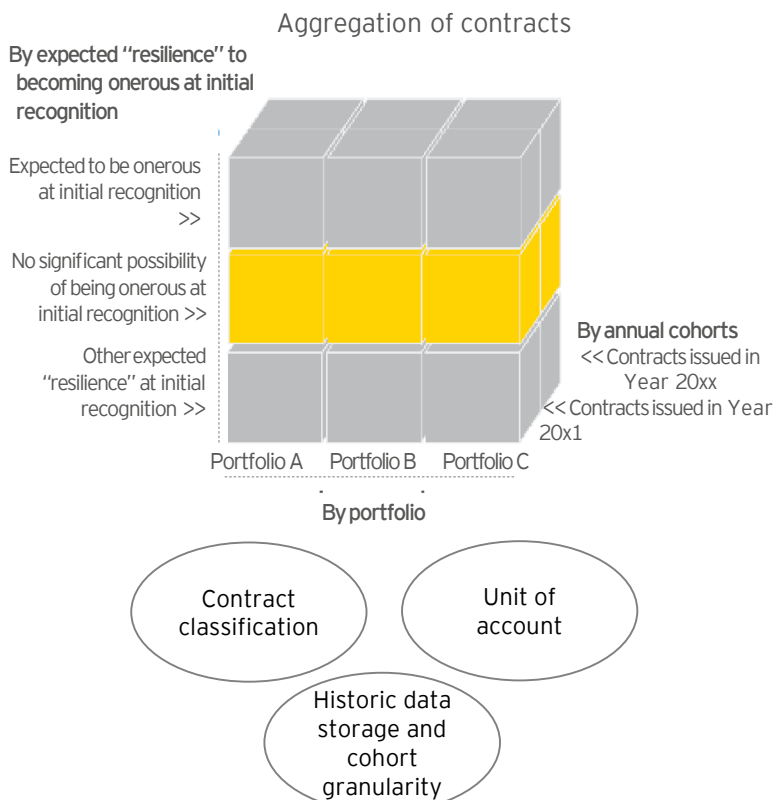 Aggregation of contracts
By expected “resilience” to
becoming onerous at initial
recognition
Expected to be onerous
at initial recognition
>>
No significant possibility
of being onerous at
initial recognition >>
Other expected
“resilience” at initial
recognition >>
By annual cohorts
<< Contracts issued in
Year 20xx
<< Contracts issued in Year
20x1
Portfolio A Portfolio B Portfolio C
By portfolio
Contract
classification
Unit of
account
Historic data
storage and
cohort
granularity